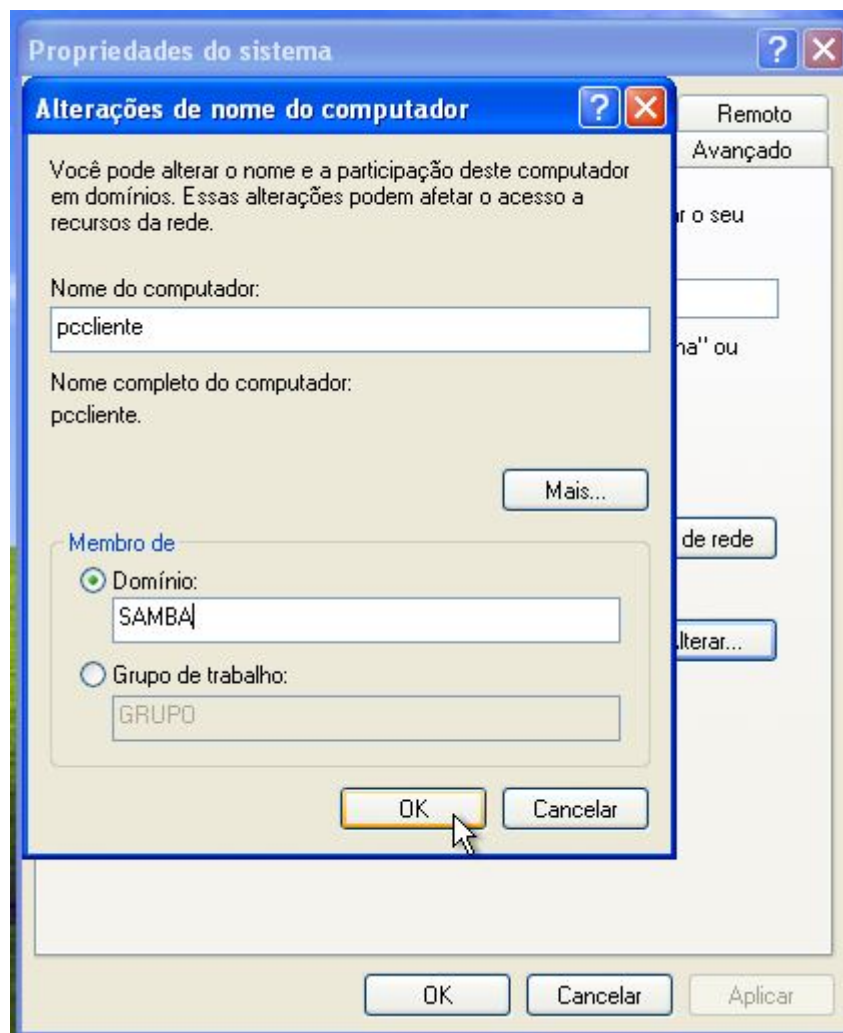 Propriedades do sistema
Alterações de nome do computador
Remoto
Avançado
Você pode alterar o nome e a participação deste computador
em domínios. Essas alterações podem afetar o acesso a
recursos da rede.
o seu
Nome do computador:
pccliente
ou
Nome completo do computador:
pccliente.
Mais...
de rede
Membro de
Domínio:
SAMBA
Grupo de trabalho:
GRUPO
lterar...
OK
Cancelar
OK
Cancelar
Aplicar